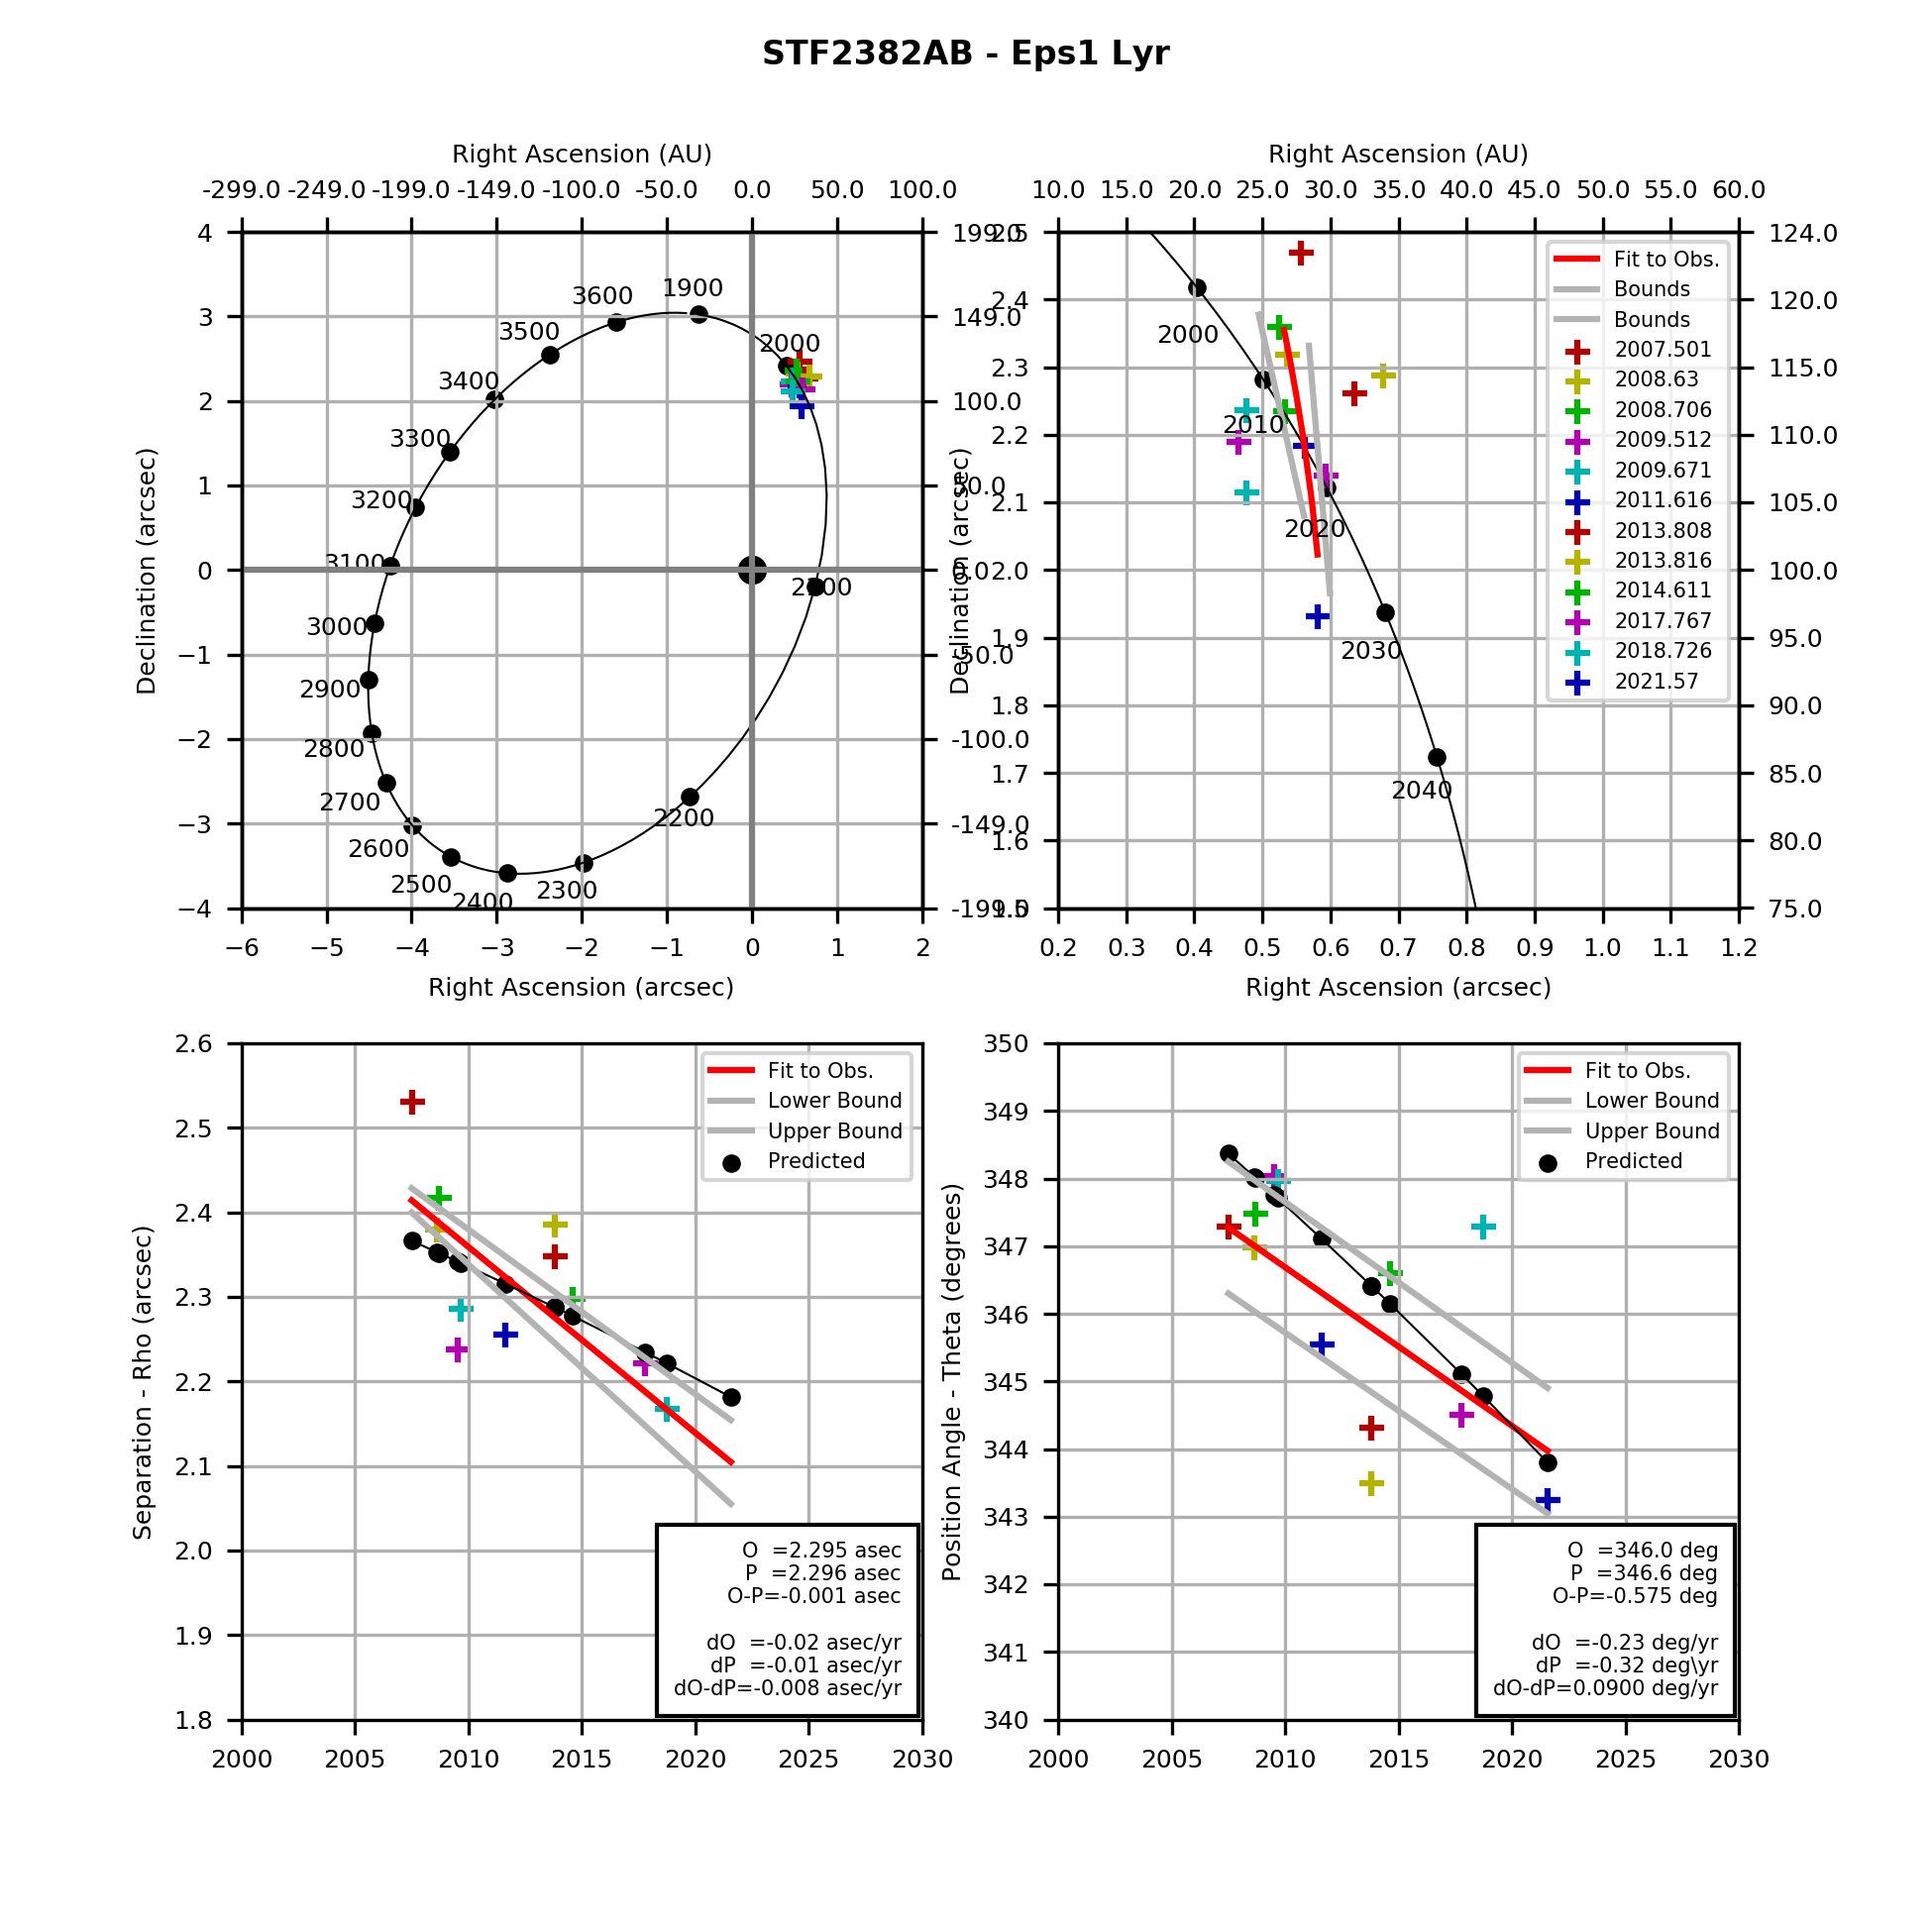 STF2382AB - Eps1 Lyr
Right Ascension (AU)
-299.0 -249.0 -199.0 -149.0 -100.0 -50.0 0.0 50.0 100.0
4
3
2
1
0
−1
−2
−3
−4
Declination (arcsec)
3600
1900
3500
2000
3400
3300
3200
3100
2100
3000
2900
2800
2700
2200
2600
2500
2300
2400
199.0
149.0
100.0
50.0
0.0
-50.0
-100.0
-149.0
-199.0
−6 −5 −4 −3 −2 −1 0 1 2
Right Ascension (arcsec)
Right Ascension (AU)
10.0 15.0 20.0 25.0 30.0 35.0 40.0 45.0 50.0 55.0 60.0
2.5
2.4
2.3
2.2
2.1
2.0
1.9
1.8
1.7
1.6
1.5
Declination (arcsec)
2000
2010
2020
2030
2040
Fit to Obs.
Bounds
Bounds
2007.501
2008.63
2008.706
2009.512
2009.671
2011.616
2013.808
2013.816
2014.611
2017.767
2018.726
2021.57
124.0
120.0
115.0
110.0
105.0
100.0
95.0
90.0
85.0
80.0
75.0
0.2 0.3 0.4 0.5 0.6 0.7 0.8 0.9 1.0 1.1 1.2
Right Ascension (arcsec)
2.6
2.5
2.4
2.3
2.2
2.1
2.0
1.9
1.8
Separation - Rho (arcsec)
Fit to Obs.
Lower Bound
Upper Bound
Predicted
O =2.295 asec
P =2.296 asec
O-P=-0.001 asec
dO =-0.02 asec/yr
dP =-0.01 asec/yr
dO-dP=-0.008 asec/yr
2000 2005 2010 2015 2020 2025 2030
350
349
348
347
346
345
344
343
342
341
340
Position Angle - Theta (degrees)
Fit to Obs.
Lower Bound
Upper Bound
Predicted
O =346.0 deg
P =346.6 deg
O-P=-0.575 deg
dO =-0.23 deg/yr
dP =-0.32 deg\yr
dO-dP=0.0900 deg/yr
2000 2005 2010 2015 2020 2025 2030